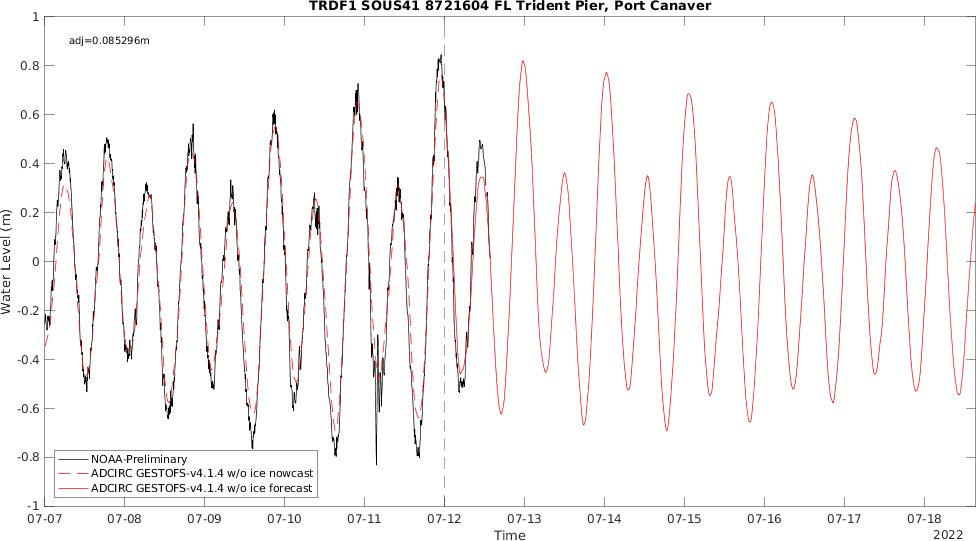 TRDF1 SOUS41 8721604 FL Trident Pier, Port Canaver
adj=0.085296m
1
0.8
0.6
0.4
0.2
0
-0.2
-0.4
-0.6
-0.8
-1
Water Level (m)
NOAA-Preliminary
ADCIRC GESTOFS-v4.1.4 w/o ice nowcast
ADCIRC GESTOFS-v4.1.4 w/o ice forecast
07-07 07-08 07-09 07-10 07-11 07-12 07-13 07-14 07-15 07-16 07-17 07-18
Time
2022